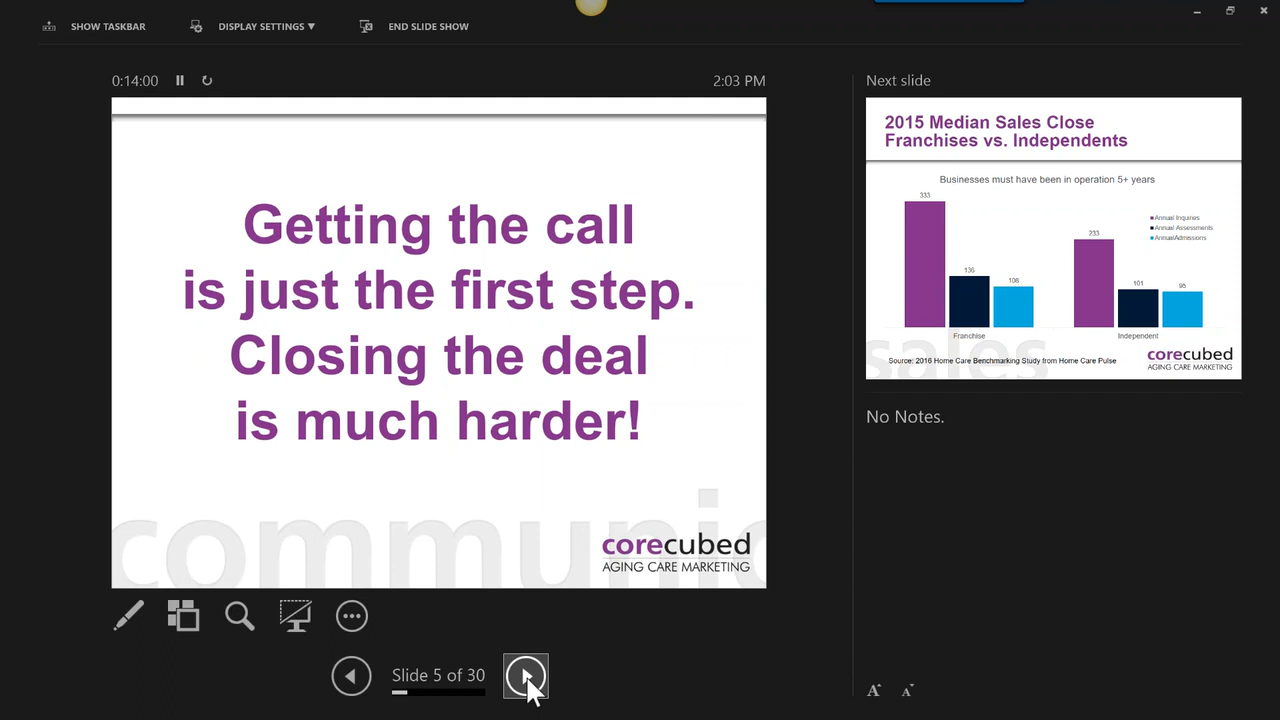 SHOW TASKBAR
DISPLAY SETTINGS ▼
END SLIDE SHOW
0:14:00
2:03 PM
Getting the call
is just the first step.
Closing the deal
is much harder!
communic
corecubed
AGING CARE MARKETING
Slide 5 of 30
Next slide
2015 Median Sales Close
Franchises vs. Independents
Businesses must have been in operation 5+ years
333
136
108
233
101
95
Annual Inquires
Annual Assessments
AnnualAdmissions
Franchise
Independent
sales
Source: 2016 Home Care Benchmarking Study from Home Care Pulse
corecubed
AGING CARE MARKETING
No Notes.
A
A